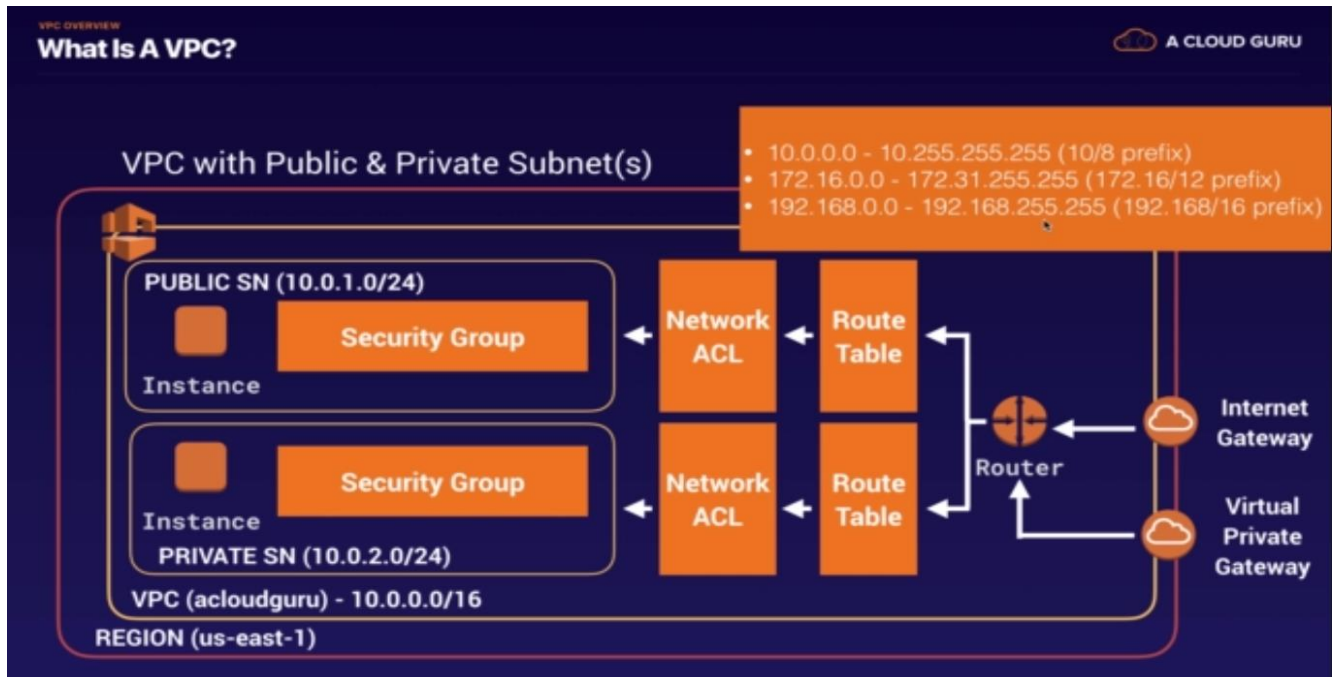 VPC OVERVIEW
What Is A VPC?
A CLOUD GURU
VPC with Public & Private Subnet(s)
• 10.0.0.0 - 10.255.255.255 (10/8 prefix)
• 172.16.0.0 - 172.31.255.255 (172.16/12 prefix)
• 192.168.0.0 - 192.168.255.255 (192.168/16 prefix)
PUBLIC SN (10.0.1.0/24)
Instance
Security Group
Network
ACL
Route
Table
Internet
Gateway
Router
Instance
Security Group
PRIVATE SN (10.0.2.0/24)
Network
ACL
Route
Table
Virtual
Private
Gateway
VPC (acloudguru) - 10.0.0.0/16
REGION (us-east-1)